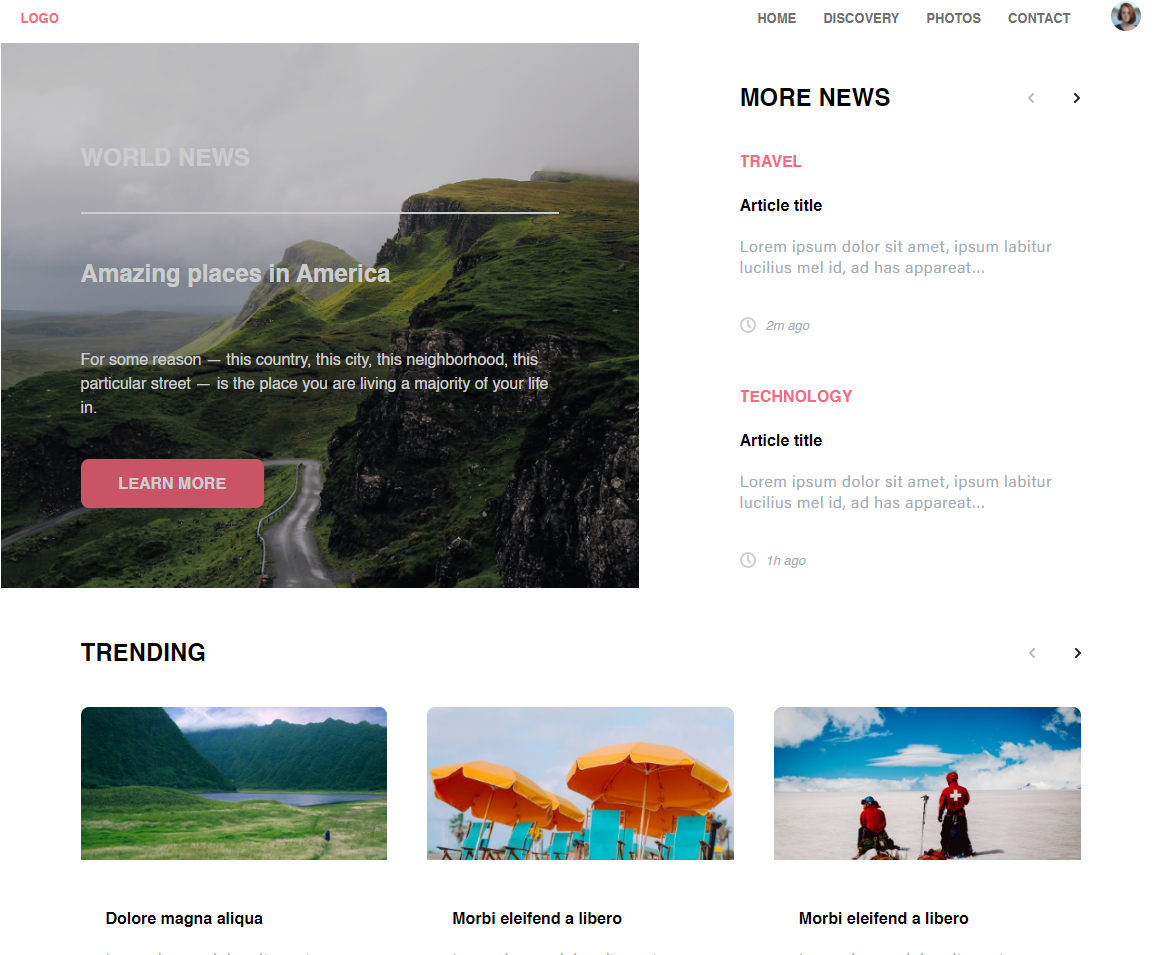 LOGO
HOME DISCOVERY PHOTOS CONTACT
WORLD NEWS
Amazing places in America
For some reason — this country, this city, this neighborhood, this
particular street — is the place you are living a majority of your life
in.
LEARN MORE
MORE NEWS
TRAVEL
Article title
Lorem ipsum dolor sit amet, ipsum labitur
lucilius mel id, ad has appareat...
2m ago
TECHNOLOGY
Article title
Lorem ipsum dolor sit amet, ipsum labitur
lucilius mel id, ad has appareat...
1h ago
TRENDING
Dolore magna aliqua
Morbi eleifend a libero
Morbi eleifend a libero